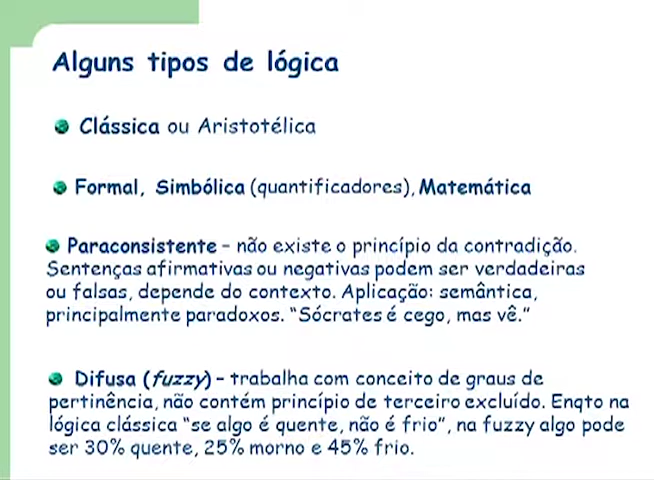 Alguns tipos de lógica
Clássica ou Aristotélica
Formal, Simbólica (quantificadores), Matemática
Paraconsistente – não existe o princípio da contradição.
Sentenças afirmativas ou negativas podem ser verdadeiras
ou falsas, depende do contexto. Aplicação: semântica,
principalmente paradoxos. “Sócrates é cego, mas vê.”
Difusa (fuzzy) – trabalha com conceito de graus de
pertinência, não contém princípio de terceiro excluído. Enqto na
lógica clássica “se algo é quente, não é frio”, na fuzzy algo pode
ser 30% quente, 25% morno e 45% frio.